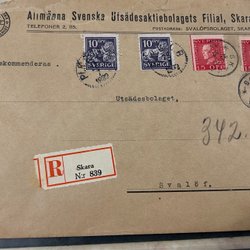 Allmänna Svenska Utsädesaktiebolagets Filial, Skara
TELEFONER 2, 85.
POSTADRESS: SVALÖFSBOLAGET, SKARA
10 10
SVERIGE SVERIGE
Rekommenderas.
Utsädesbolaget.
342.
R
Skara
N:r 839
Svalöf.